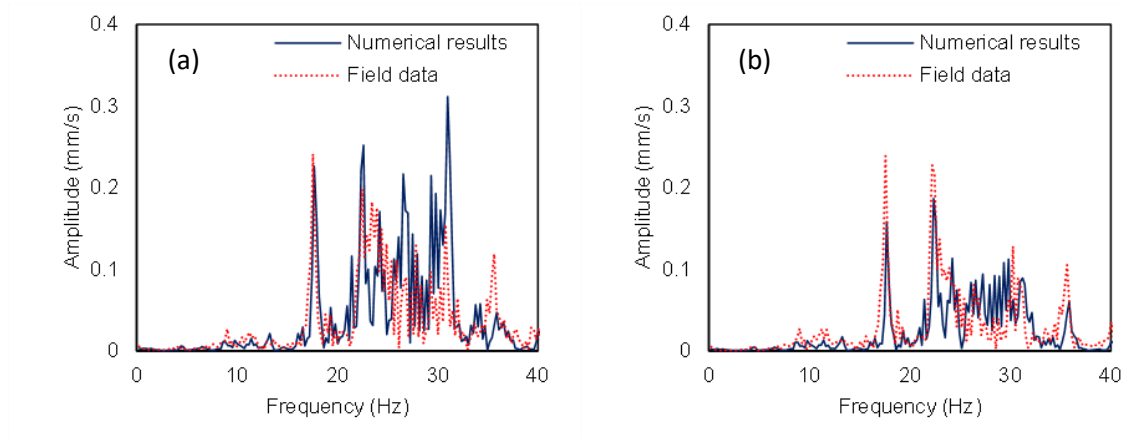 (a)
Numerical results
Field data
Amplitude (mm/s)
0.4
0.3
0.2
0.1
0
0 10 20 30 40
Frequency (Hz)
(b)
Numerical results
Field data
Amplitude (mm/s)
0.4
0.3
0.2
0.1
0
0 10 20 30 40
Frequency (Hz)